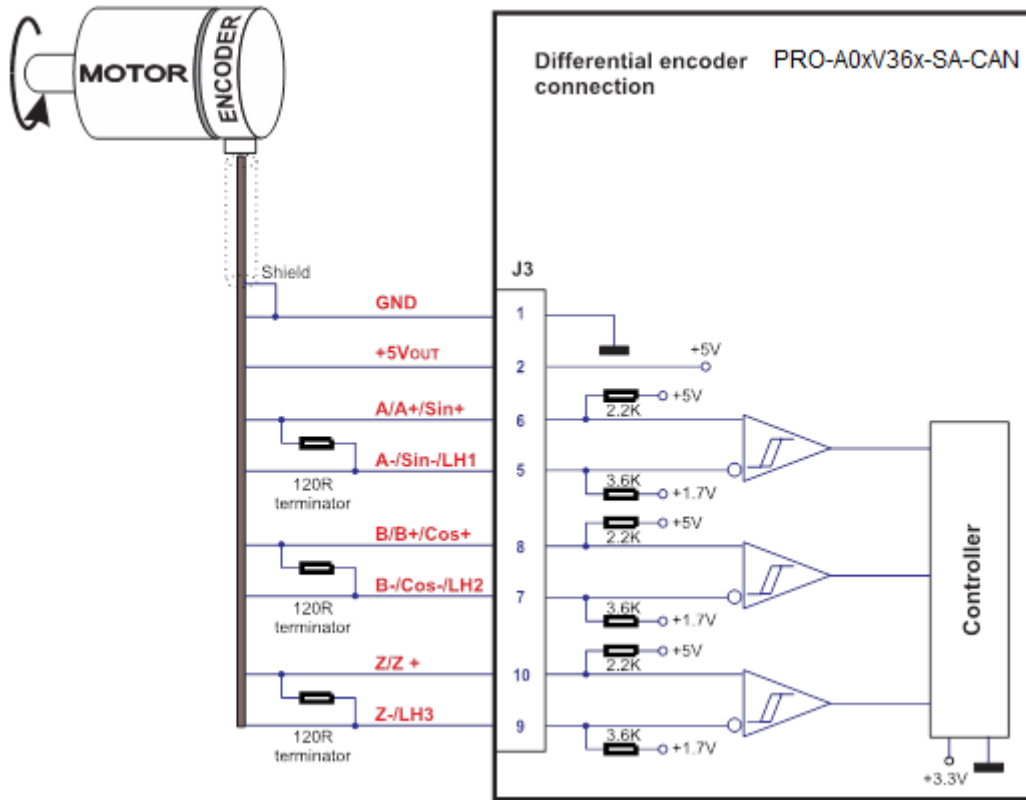 MOTOR
ENCODER
Differential encoder connection
PRO-A0xV36x-SA-CAN
Shield
J3
GND
1
+5VOUT
2
+5V
A/A+/Sin+
6
+5V
2.2K
120R terminator
A-/Sin-/LH1
5
3.6K
+1.7V
B/B+/Cos+
8
+5V
2.2K
120R terminator
B-/Cos-/LH2
7
3.6K
+1.7V
Z/Z +
10
+5V
2.2K
120R terminator
Z-/LH3
9
3.6K
+1.7V
Controller
+3.3V